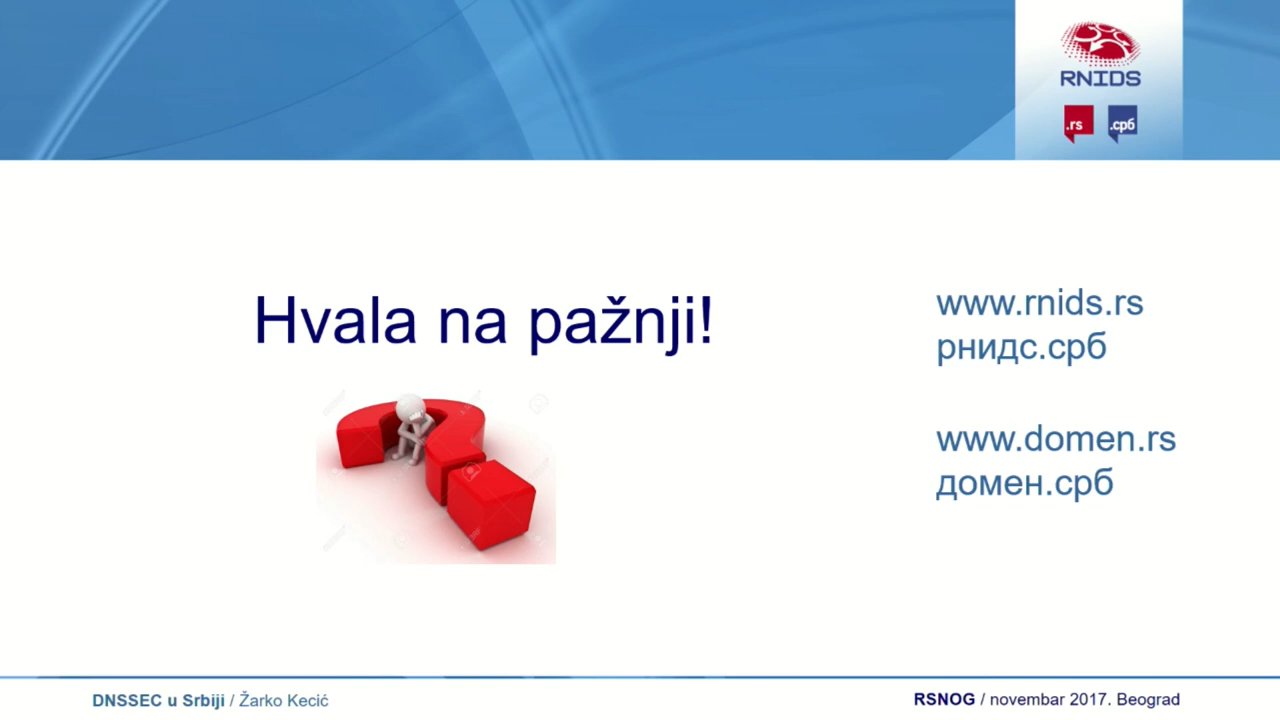 RNIDS
.rs .срб
Hvala na pažnji!
www.rnids.rs
рнидс.срб
www.domen.rs
домен.срб
DNSSEC u Srbiji / Žarko Kecić
RSNOG / novembar 2017. Beograd